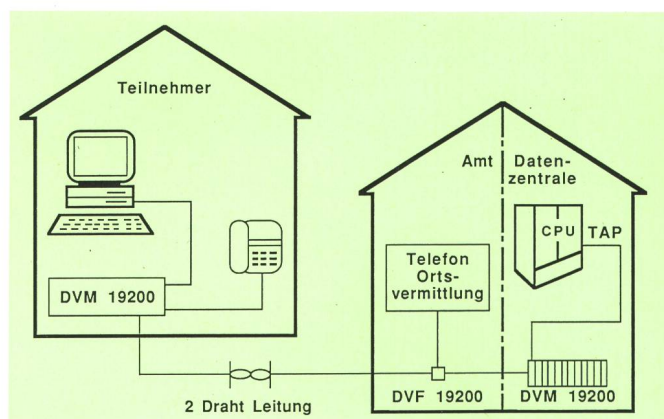 Teilnehmer
DVM 19200
2 Draht Leitung
Amt
Daten-
zentrale
CPU
TAP
Telefon
Orts-
vermittlung
DVF 19200
DVM 19200